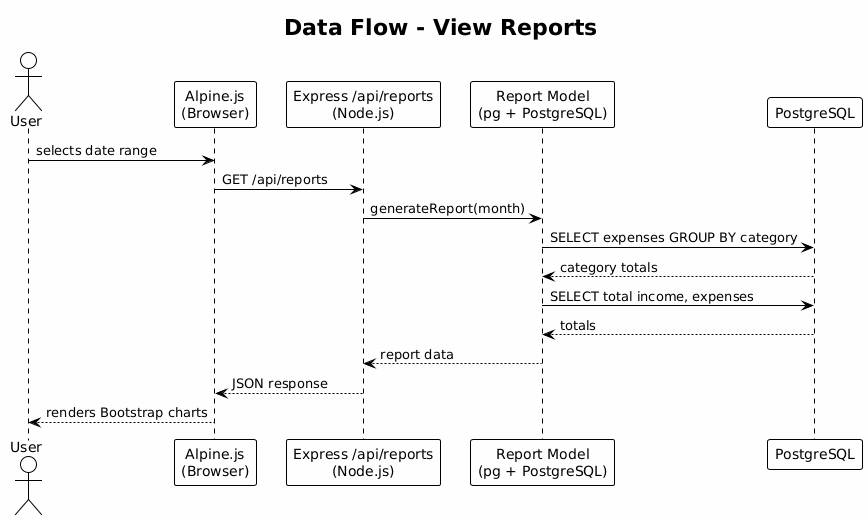 Data Flow - View Reports
User
Alpine.js
(Browser)
Express /api/reports
(Node.js)
Report Model
(pg + PostgreSQL)
PostgreSQL
selects date range
GET /api/reports
generateReport(month)
SELECT expenses GROUP BY category
category totals
SELECT total income, expenses
totals
report data
JSON response
renders Bootstrap charts
User
Alpine.js
(Browser)
Express /api/reports
(Node.js)
Report Model
(pg + PostgreSQL)
PostgreSQL